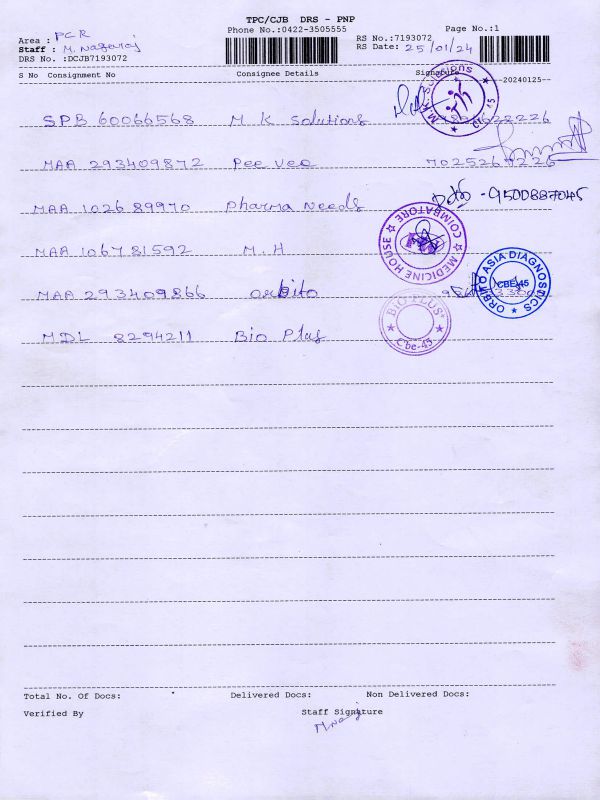 TPC/CJB DRS - PNP
Phone No.:0422-3505555
Page No.:1
Area : PCR
Staff : M. Nagaraj
DRS No. :DCJB7193072
RS No.:7193072
RS Date: 25/01/24
S No Consignment No Consignee Details Signature
20240125
SPB 60066568 M K Solutions
M.K. Solutions
MAA 293409872 Pee Vee
MAA 102689970 Pharma Needs - 9500887045
MAA 106781592 M.H
MEDICINE HOUSE COIMBATORE
MAA 293409866 Orbito
ORBITO ASIA DIAGNOSTICS
CBE-45
MDL 8294211 Bio Plus
BIO PLUS
Cbe-45
Total No. Of Docs: Delivered Docs: Non Delivered Docs:
Verified By Staff Signature